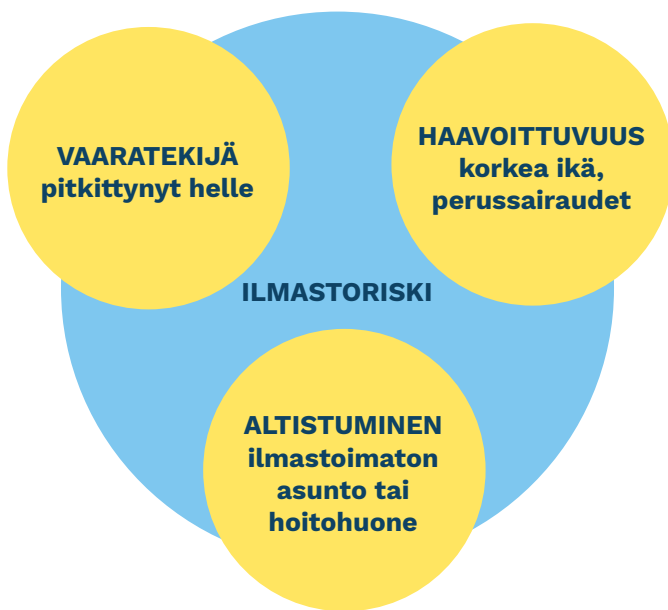 VAARATEKIJÄ
pitkittynyt helle
HAAVOITTUVUUS
korkea ikä,
perussairaudet
ILMASTORISKI
ALTISTUMINEN
ilmastoimaton
asunto tai
hoitohuone